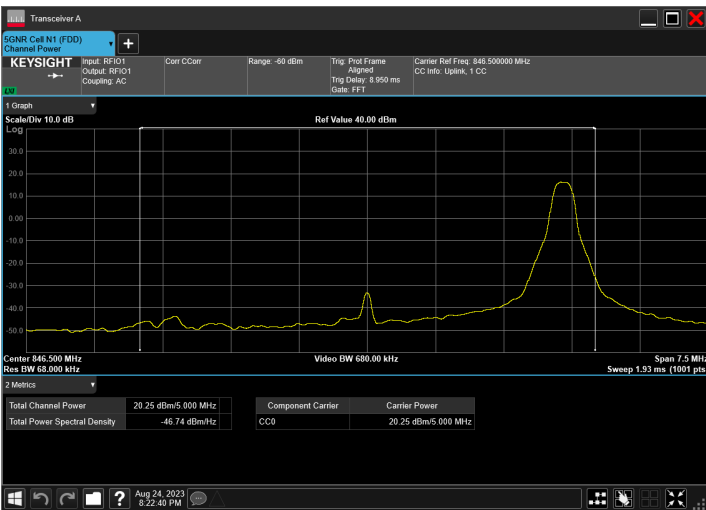 Transceiver A
5GNR Cell N1 (FDD)
Channel Power
KEYSIGHT
LXI
Input: RFIO1
Output: RFIO1
Coupling: AC
Corr CCorr
Range: -60 dBm
Trig: Prot Frame
Aligned
Trig Delay: 8.950 ms
Gate: FFT
Carrier Ref Freq: 846.500000 MHz
CC Info: Uplink, 1 CC
1 Graph
Scale/Div 10.0 dB
Ref Value 40.00 dBm
Log
30.0
20.0
10.0
0.00
-10.0
-20.0
-30.0
-40.0
-50.0
Center 846.500 MHz
Video BW 680.00 kHz
Span 7.5 MHz
Res BW 68.000 kHz
Sweep 1.93 ms (1001 pts
2 Metrics
Total Channel Power 20.25 dBm/5.000 MHz
Total Power Spectral Density -46.74 dBm/Hz
Component Carrier Carrier Power
CC0 20.25 dBm/5.000 MHz
?
Aug 24, 2023
8:22:40 PM